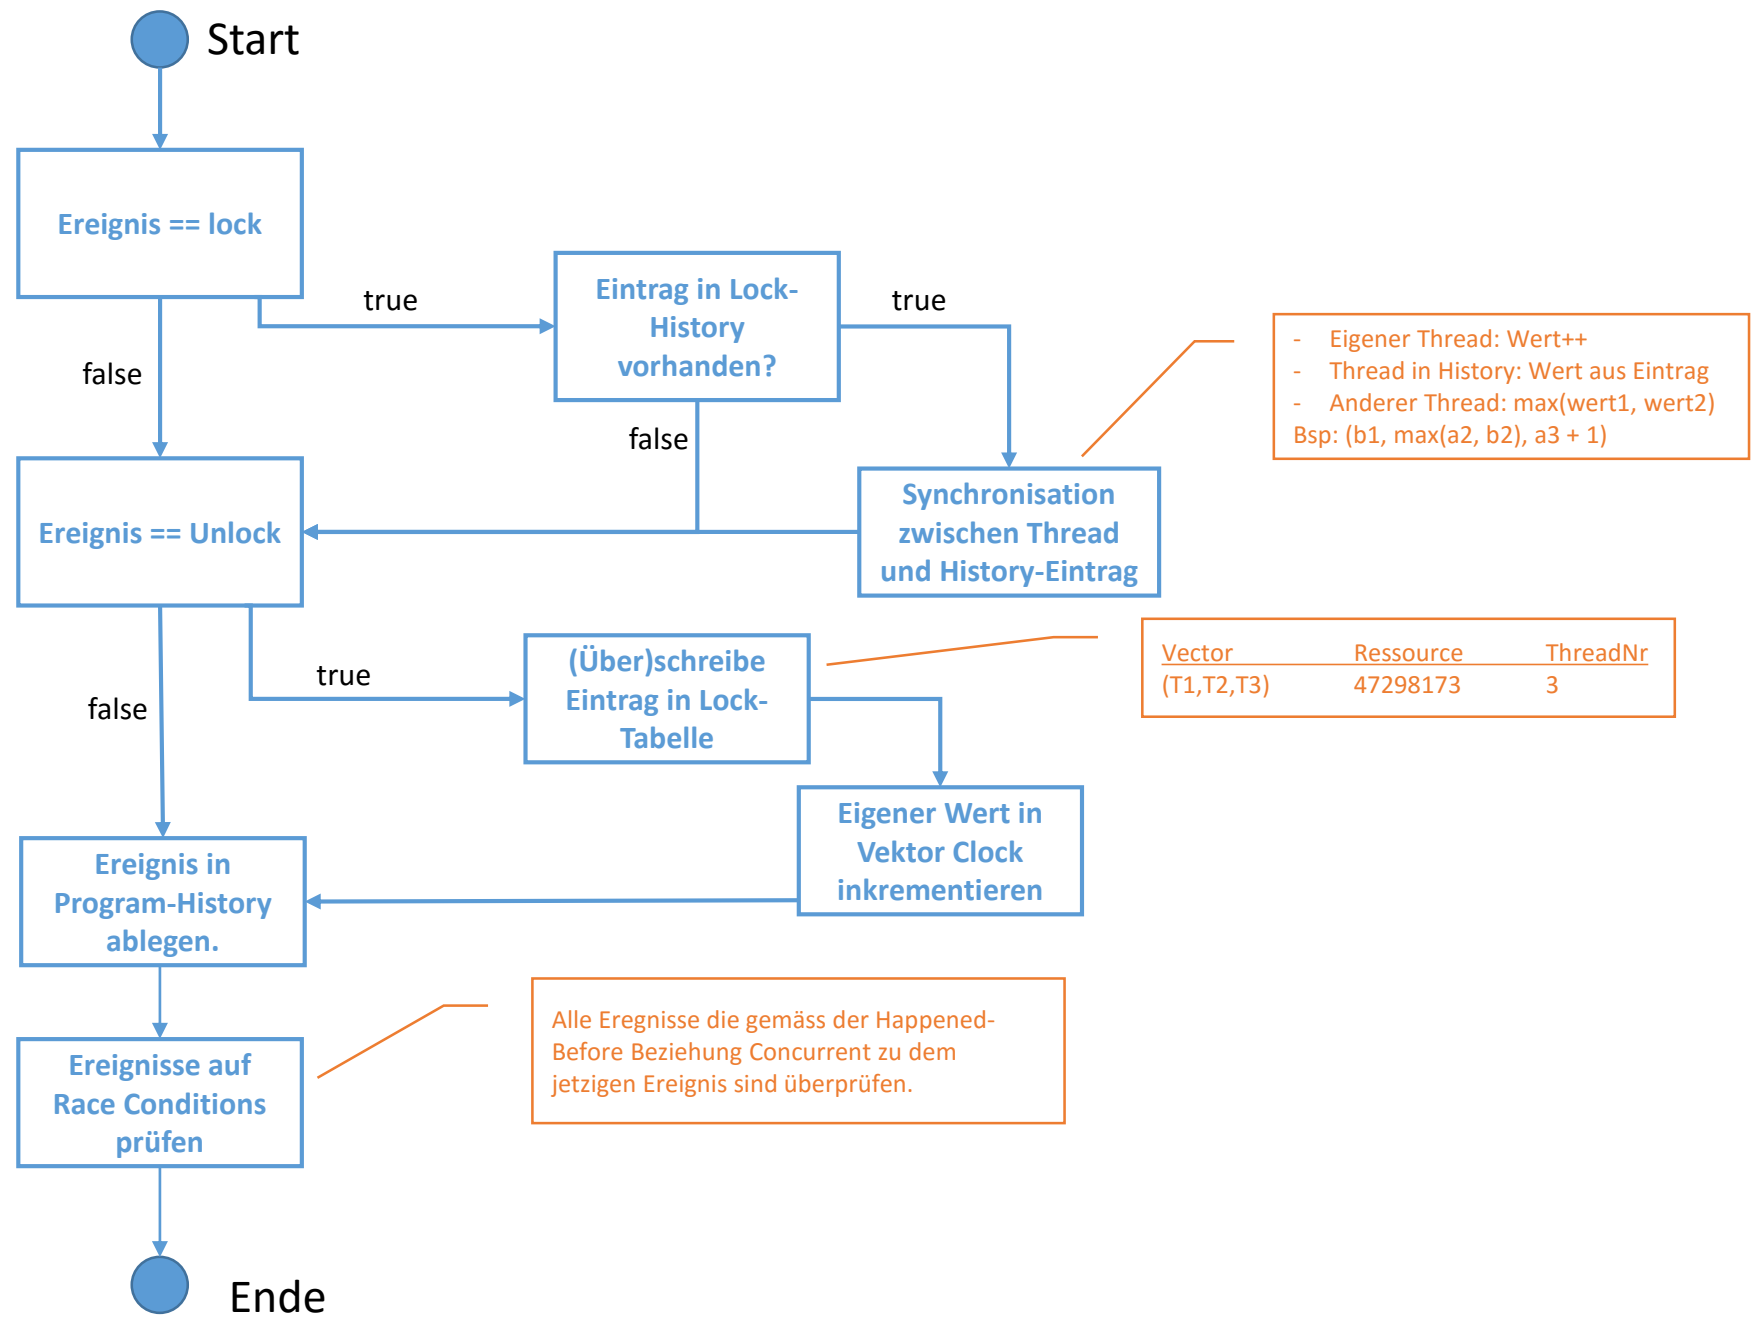 Start
Ereignis == lock
true
Eintrag in Lock-
History
vorhanden?
true
false
false
- Eigener Thread: Wert++
- Thread in History: Wert aus Eintrag
- Anderer Thread: max(wert1, wert2)
Bsp: (b1, max(a2, b2), a3 + 1)
Ereignis == Unlock
Synchronisation
zwischen Thread
und History-Eintrag
true
false
(Über)schreibe
Eintrag in Lock-
Tabelle
Vector Ressource ThreadNr
(T1,T2,T3) 47298173 3
Eigener Wert in
Vektor Clock
inkrementieren
Ereignis in
Program-History
ablegen.
Ereignisse auf
Race Conditions
prüfen
Alle Eregnisse die gemäss der Happened-
Before Beziehung Concurrent zu dem
jetzigen Ereignis sind überprüfen.
Ende